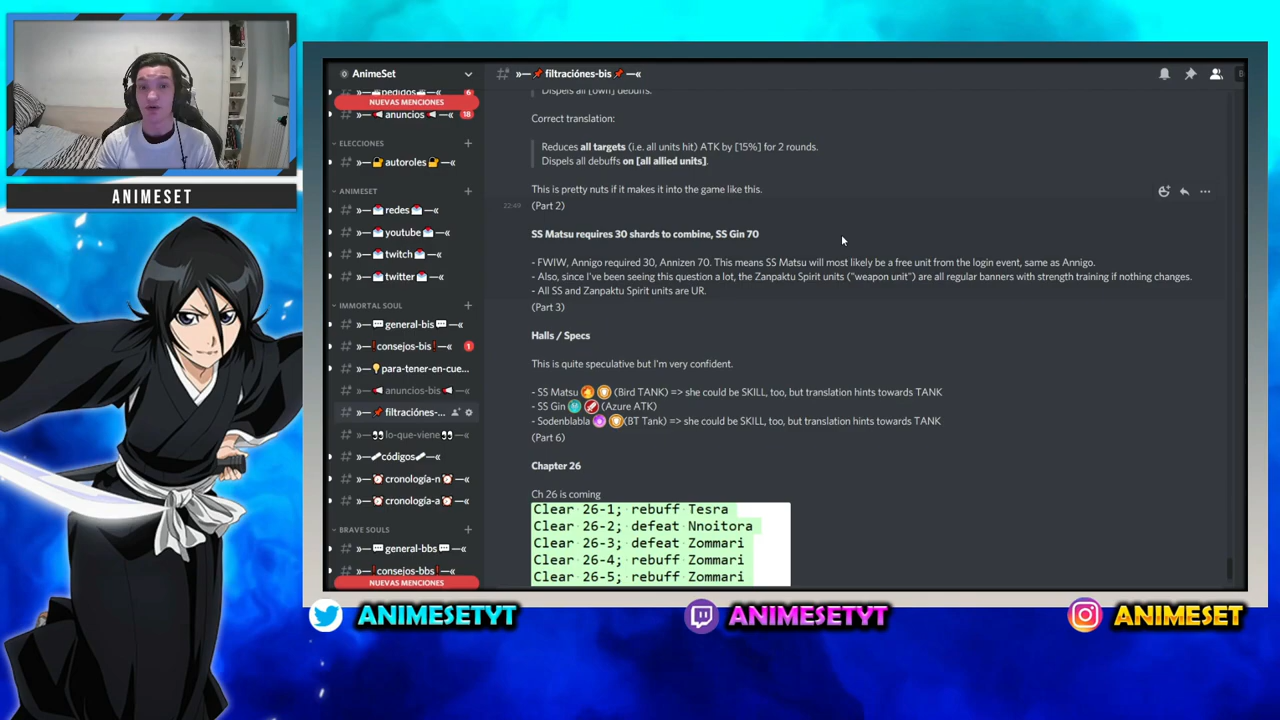 AnimeSet
»—📌 filtraciónes-bis 📌—«
NUEVAS MENCIONES
»— anuncios —« 18
ELECCIONES
»— autoroles —«
ANIMESET
»— redes —«
»— youtube —«
»— twitch —«
»— twitter —«
IMMORTAL SOUL
»— general-bis —«
»—❗consejos-bis❗—« 1
»— para-tener-en-cue...
»— anuncios-bis —«
»—📌 filtraciónes-...
»— lo-que-viene —«
»— códigos —«
»— cronología-n —«
»— cronología-a —«
BRAVE SOULS
»— general-bbs —«
»—❗consejos-bbs❗—«
NUEVAS MENCIONES
Dispels all [own] debuffs.
Correct translation:
Reduces all targets (i.e. all units hit) ATK by [15%] for 2 rounds.
Dispels all debuffs on [all allied units].
This is pretty nuts if it makes it into the game like this.
22:49 (Part 2)
SS Matsu requires 30 shards to combine, SS Gin 70
- FWIW, Annigo required 30, Annizen 70. This means SS Matsu will most likely be a free unit from the login event, same as Annigo.
- Also, since I've been seeing this question a lot, the Zanpaktu Spirit units ("weapon unit") are all regular banners with strength training if nothing changes.
- All SS and Zanpaktu Spirit units are UR.
(Part 3)
Halls / Specs
This is quite speculative but I'm very confident.
- SS Matsu (Bird TANK) => she could be SKILL, too, but translation hints towards TANK
- SS Gin (Azure ATK)
- Sodenblabla (BT Tank) => she could be SKILL, too, but translation hints towards TANK
(Part 6)
Chapter 26
Ch 26 is coming
Clear 26-1; rebuff Tesra
Clear 26-2; defeat Nnoitora
Clear 26-3; defeat Zommari
Clear 26-4; rebuff Zommari
Clear 26-5; rebuff Zommari
ANIMESET
ANIMESETYT
ANIMESETYT
ANIMESET